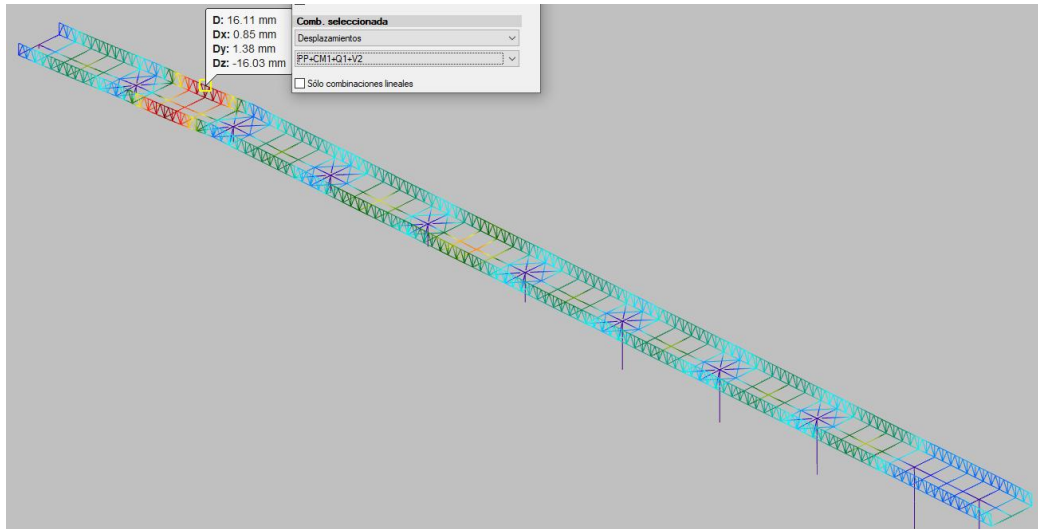 D: 16.11 mm
Dx: 0.85 mm
Dy: 1.38 mm
Dz: -16.03 mm
Comb. seleccionada
Desplazamientos
PP+CM1+Q1+V2
Sólo combinaciones lineales